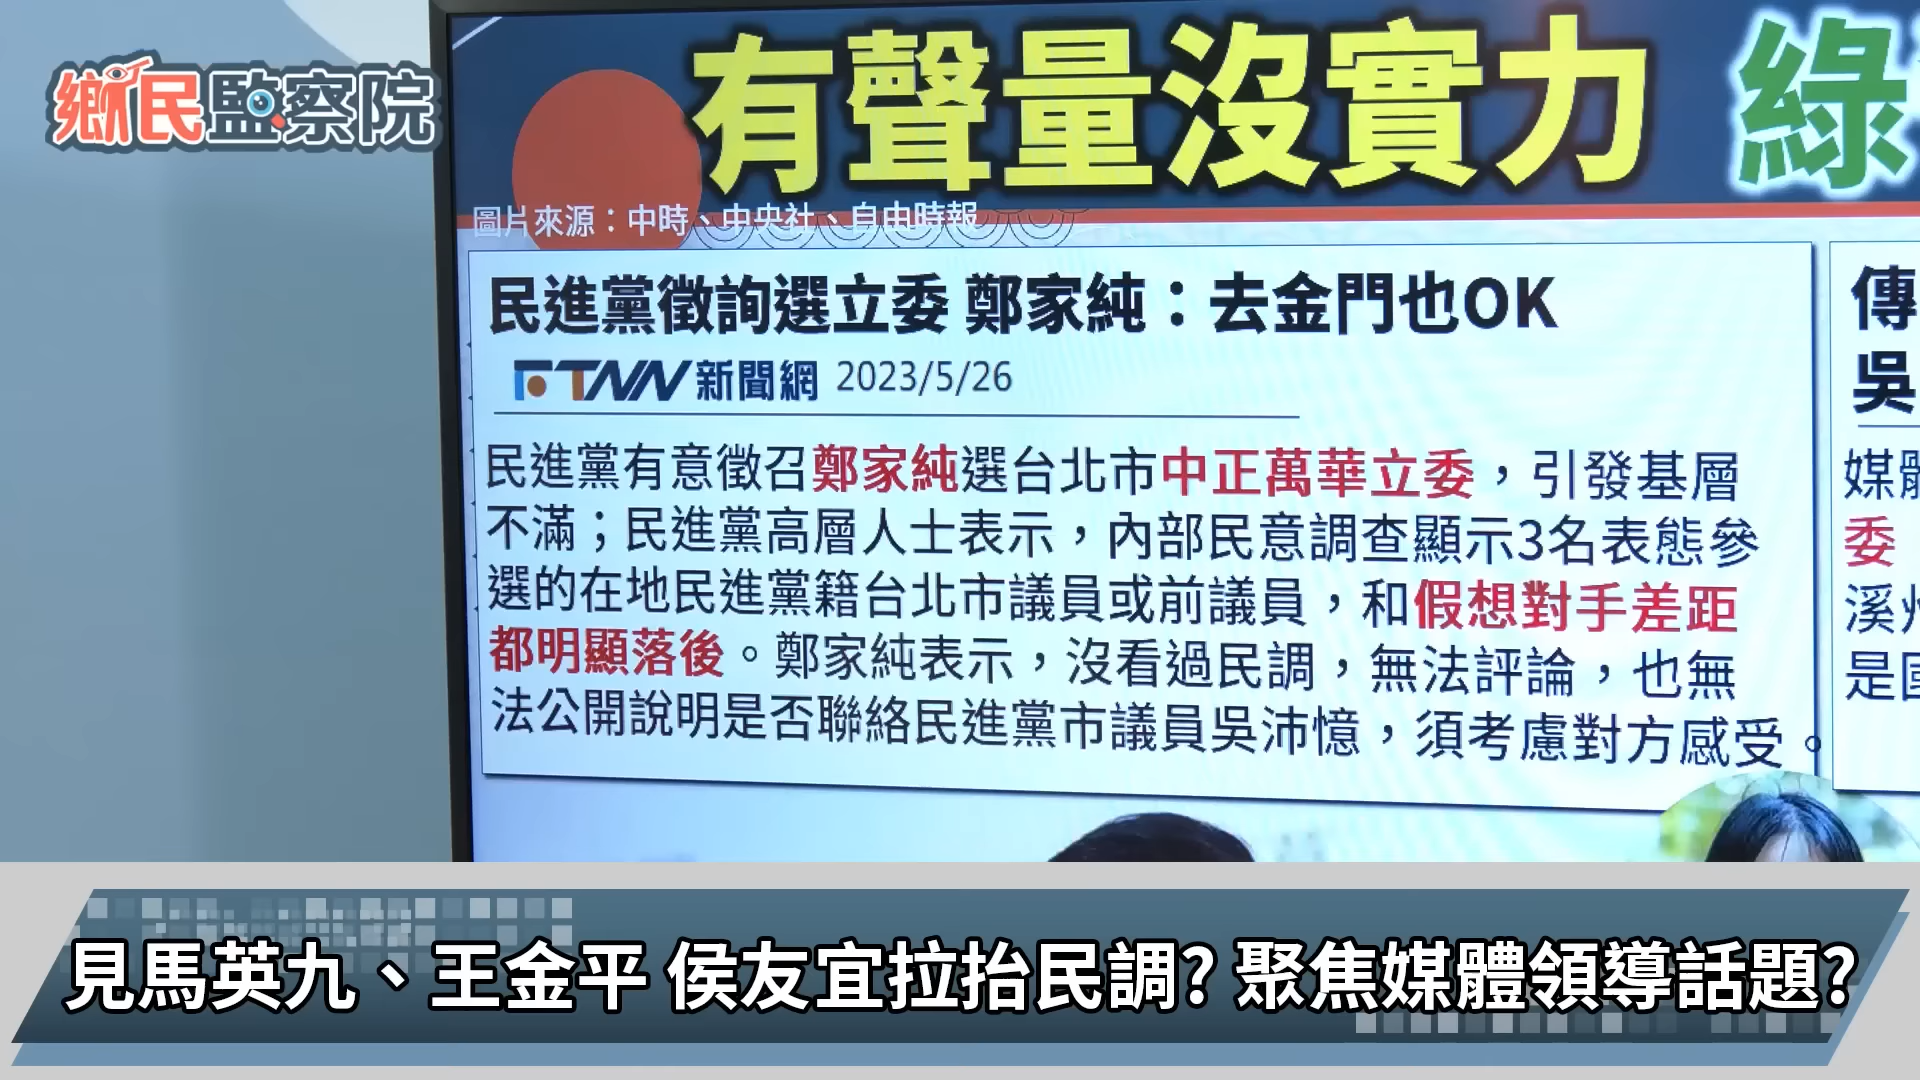 鄉民監察院
有聲量沒實力 綠
圖片來源：中時、中央社、自由時報
民進黨徵詢選立委 鄭家純：去金門也OK
FTNN新聞網 2023/5/26
民進黨有意徵召鄭家純選台北市中正萬華立委，引發基層
不滿；民進黨高層人士表示，內部民意調查顯示3名表態參
選的在地民進黨籍台北市議員或前議員，和假想對手差距
都明顯落後。鄭家純表示，沒看過民調，無法評論，也無
法公開說明是否聯絡民進黨市議員吳沛憶，須考慮對方感受。
傳
吳
媒體
委
溪州
是國
見馬英九、王金平 侯友宜拉抬民調? 聚焦媒體領導話題?